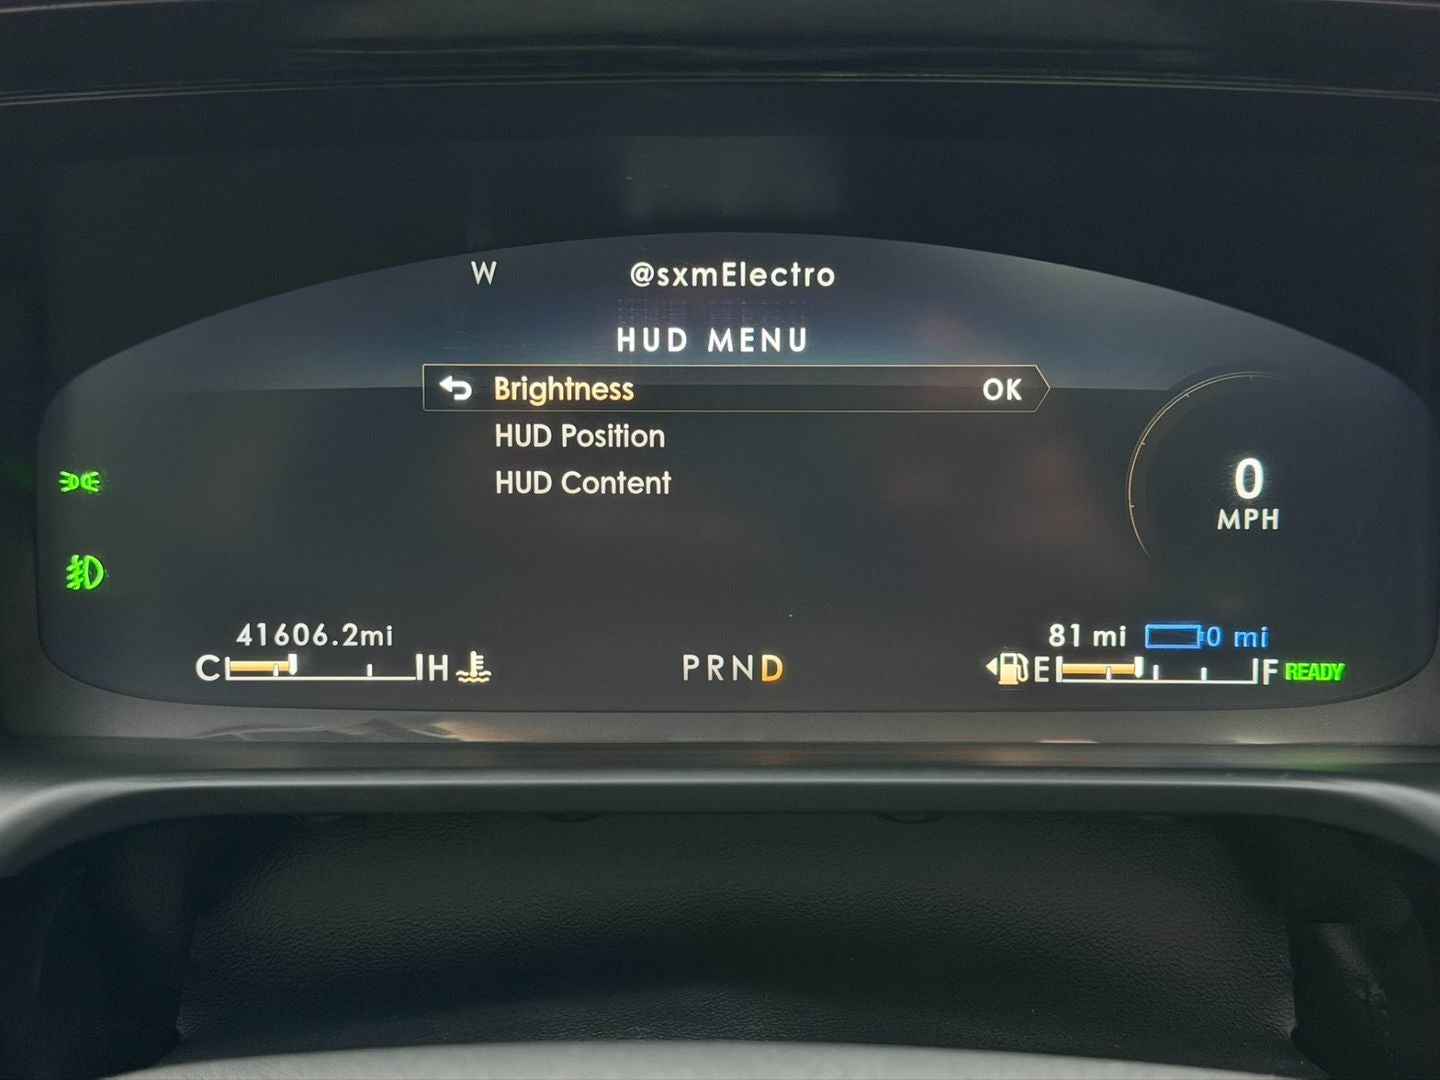 W @sxmElectro
HUD MENU
Brightness OK
HUD Position
HUD Content
0
MPH
41606.2mi 81 mi 0 mi
C H PRND E F READY